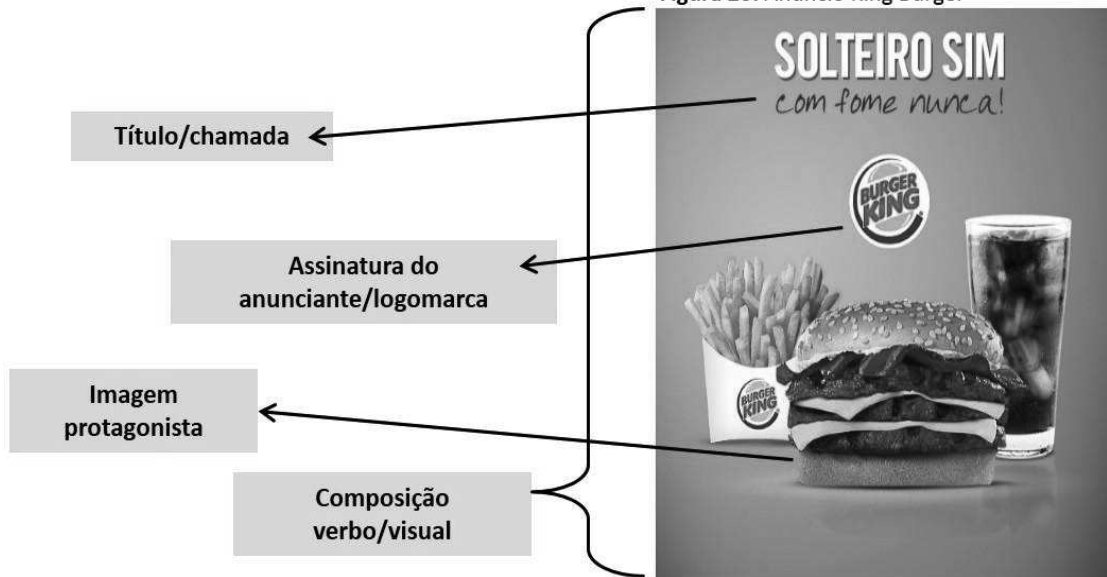 SOLTEIRO SIM
com fome nunca!
Título/chamada
BURGER
KING
Assinatura do
anunciante/logomarca
Imagem
protagonista
BURGER
KING
Composição
verbo/visual